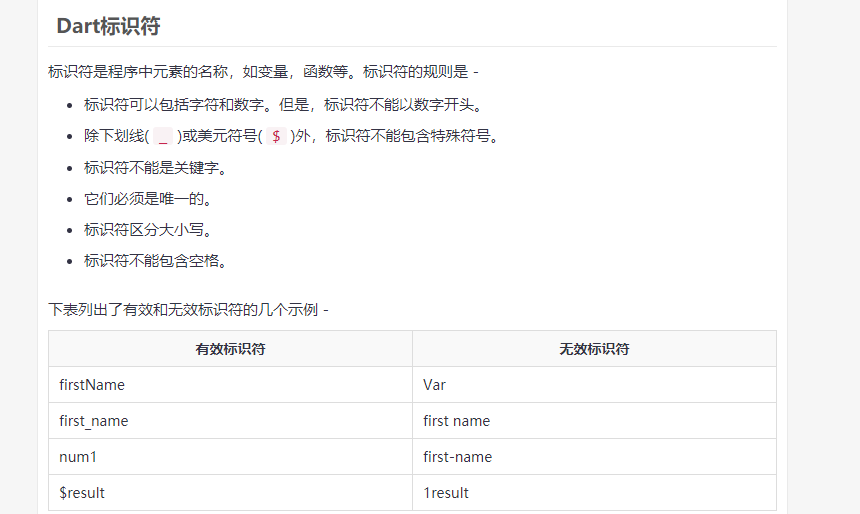 Dart标识符
标识符是程序中元素的名称，如变量，函数等。标识符的规则是 -
标识符可以包括字符和数字。但是，标识符不能以数字开头。
除下划线( _ )或美元符号( $ )外，标识符不能包含特殊符号。
标识符不能是关键字。
它们必须是唯一的。
标识符区分大小写。
标识符不能包含空格。
下表列出了有效和无效标识符的几个示例 -
有效标识符 无效标识符
firstName Var
first_name first name
num1 first-name
$result 1result